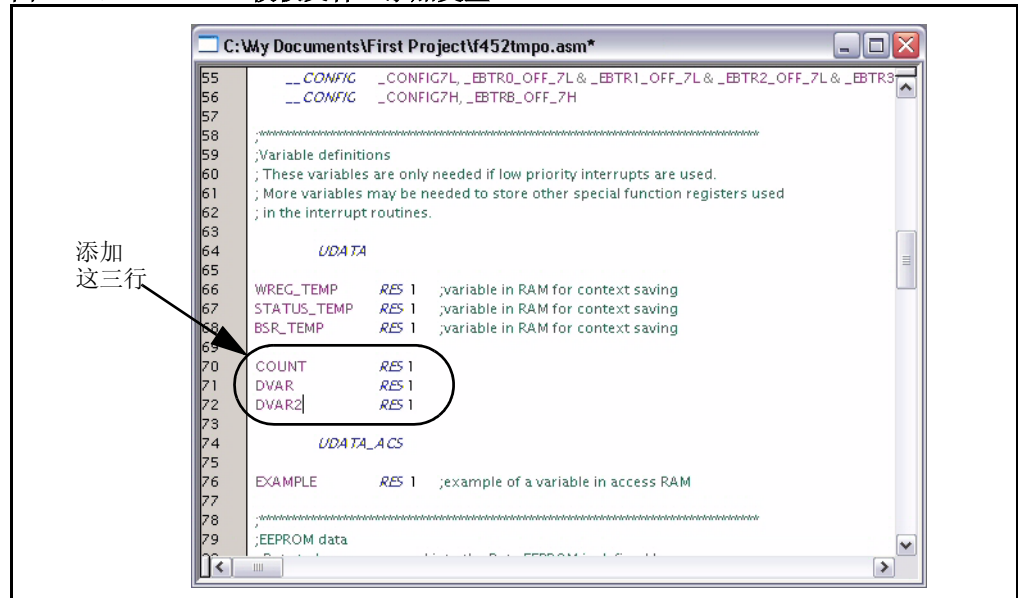 C:\My Documents\First Project\f452tmpo.asm*
55 __CONFIG _CONFIG7L, _EBTR0_OFF_7L & _EBTR1_OFF_7L & _EBTR2_OFF_7L & _EBTR3
56 __CONFIG _CONFIG7H, _EBTRB_OFF_7H
57
58 ;******************************************************************************
59 ;Variable definitions
60 ; These variables are only needed if low priority interrupts are used.
61 ; More variables may be needed to store other special function registers used
62 ; in the interrupt routines.
63
64 UDATA
65
添加
这三行
66 WREG_TEMP RES 1 ;variable in RAM for context saving
67 STATUS_TEMP RES 1 ;variable in RAM for context saving
68 BSR_TEMP RES 1 ;variable in RAM for context saving
69
70 COUNT RES 1
71 DVAR RES 1
72 DVAR2 RES 1
73
74 UDATA_ACS
75
76 EXAMPLE RES 1 ;example of a variable in access RAM
77
78 ;******************************************************************************
79 ;EEPROM data